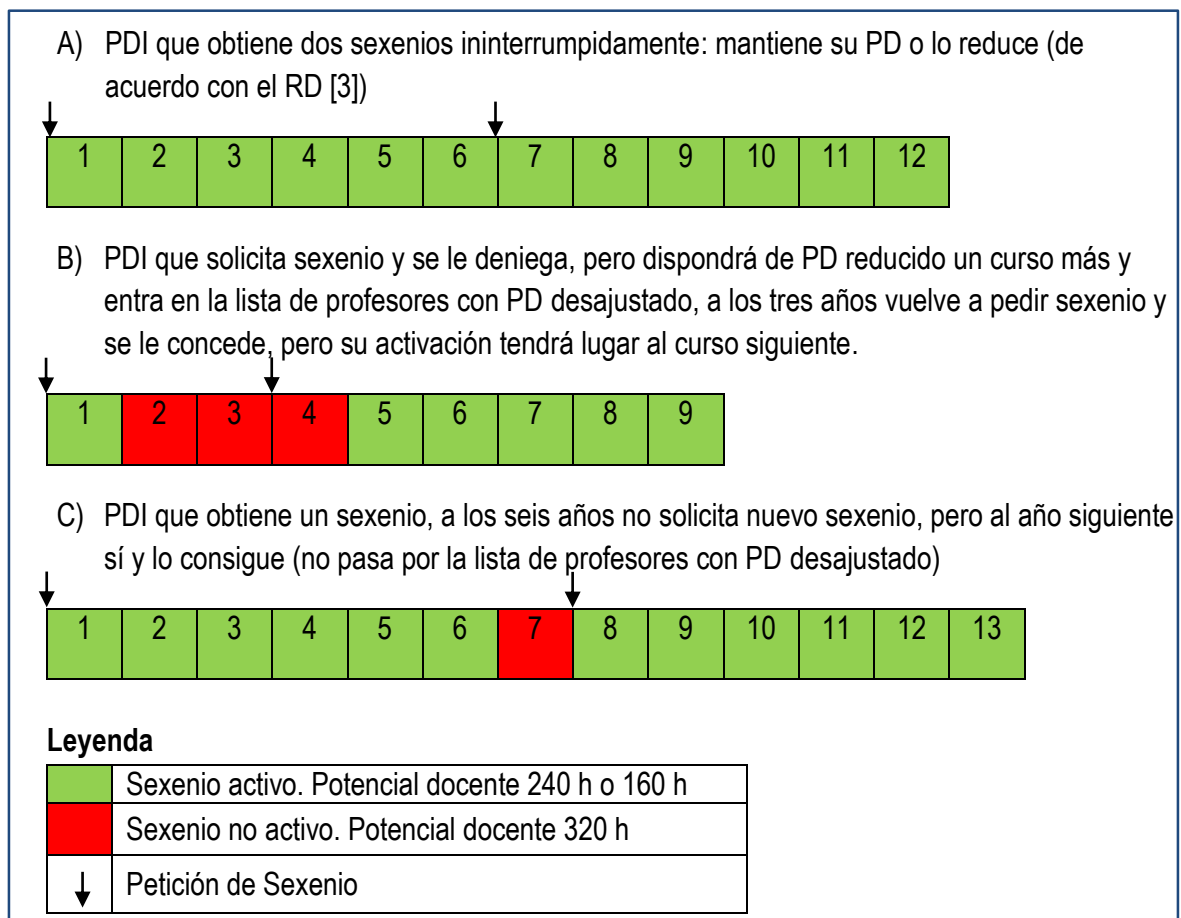 A) PDI que obtiene dos sexenios ininterrumpidamente: mantiene su PD o lo reduce (de
acuerdo con el RD [3])
1 2 3 4 5 6 7 8 9 10 11 12
B) PDI que solicita sexenio y se le deniega, pero dispondrá de PD reducido un curso más y
entra en la lista de profesores con PD desajustado, a los tres años vuelve a pedir sexenio y
se le concede, pero su activación tendrá lugar al curso siguiente.
1 2 3 4 5 6 7 8 9
C) PDI que obtiene un sexenio, a los seis años no solicita nuevo sexenio, pero al año siguiente
sí y lo consigue (no pasa por la lista de profesores con PD desajustado)
1 2 3 4 5 6 7 8 9 10 11 12 13
Leyenda
Sexenio activo. Potencial docente 240 h o 160 h
Sexenio no activo. Potencial docente 320 h
Petición de Sexenio